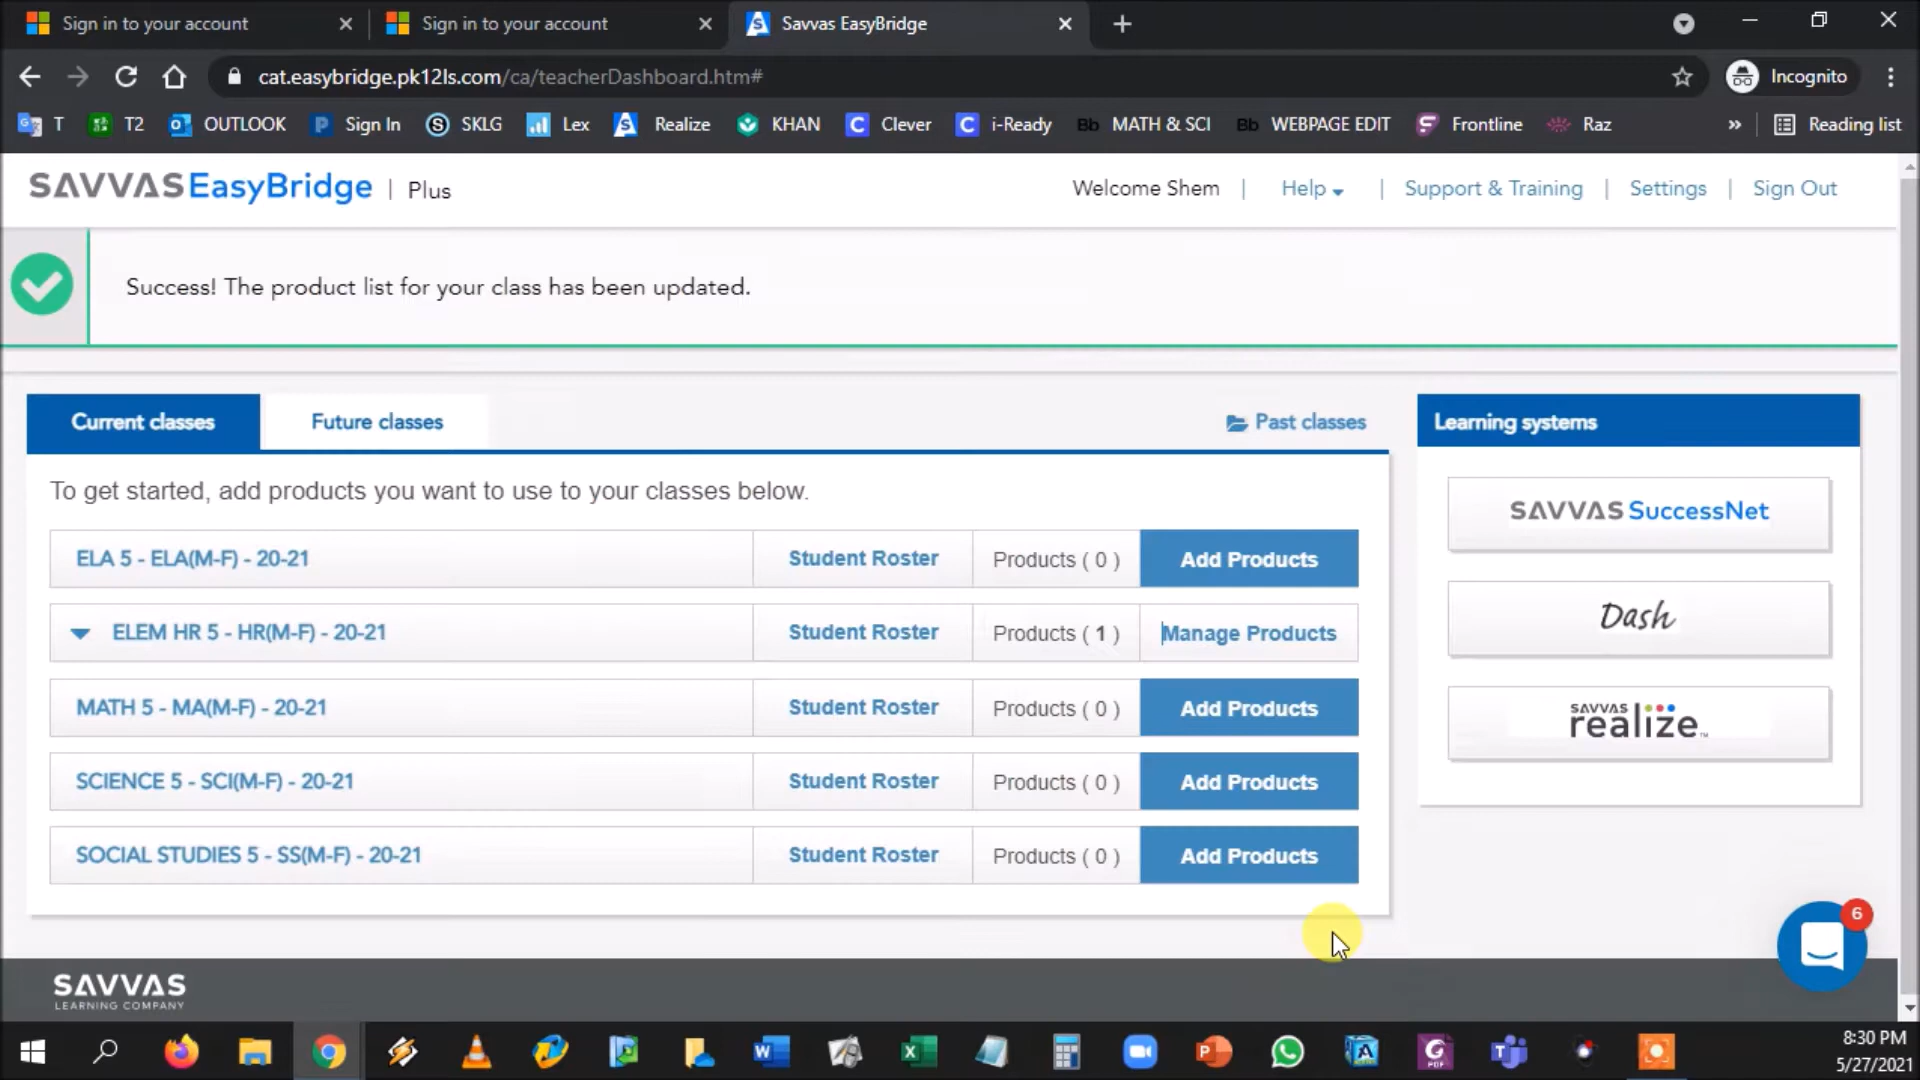 Sign in to your account
Sign in to your account
Savvas EasyBridge
cat.easybridge.pk12ls.com/ca/teacherDashboard.htm#
Incognito
T
T2
OUTLOOK
Sign In
SKLG
Lex
Realize
KHAN
Clever
i-Ready
Bb MATH & SCI
Bb WEBPAGE EDIT
Frontline
Raz
»
Reading list
SAVVAS EasyBridge | Plus
Welcome Shem | Help | Support & Training | Settings | Sign Out
Success! The product list for your class has been updated.
Current classes
Future classes
Past classes
Learning systems
To get started, add products you want to use to your classes below.
ELA 5 - ELA(M-F) - 20-21 Student Roster Products ( 0 ) Add Products
ELEM HR 5 - HR(M-F) - 20-21 Student Roster Products ( 1 ) Manage Products
MATH 5 - MA(M-F) - 20-21 Student Roster Products ( 0 ) Add Products
SCIENCE 5 - SCI(M-F) - 20-21 Student Roster Products ( 0 ) Add Products
SOCIAL STUDIES 5 - SS(M-F) - 20-21 Student Roster Products ( 0 ) Add Products
SAVVAS SuccessNet
Dash
SAVVAS realize™
6
SAVVAS
LEARNING COMPANY
8:30 PM
5/27/2021